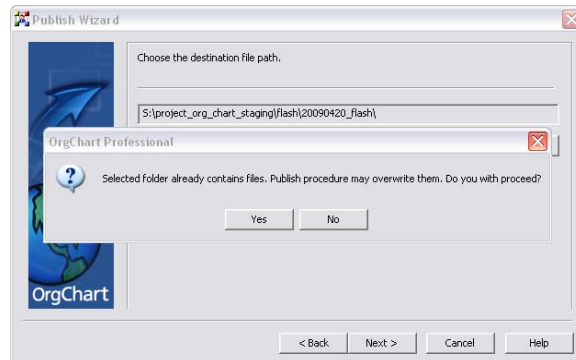 Publish Wizard
Choose the destination file path.
S:\project_org_chart_staging\flash\20090420_flash\
OrgChart Professional
Selected folder already contains files. Publish procedure may overwrite them. Do you with proceed?
Yes No
OrgChart
< Back Next > Cancel Help